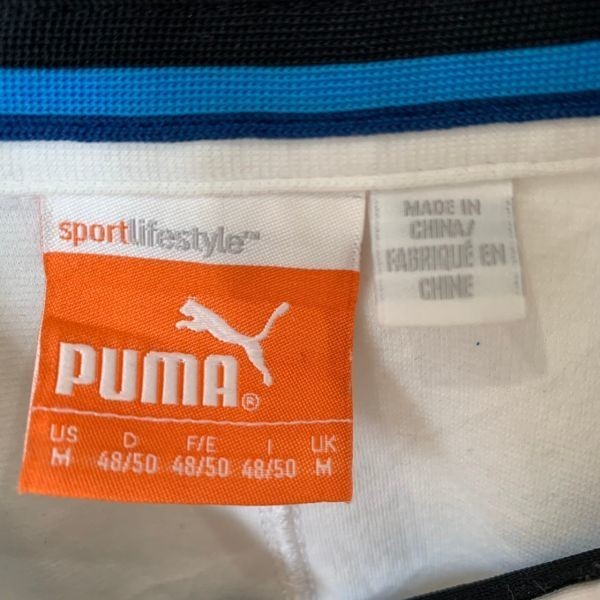 sportlifestyle™
PUMA®
US D F/E I UK
M 48/50 48/50 48/50 M
MADE IN
CHINA/
FABRIQUÉ EN
CHINE